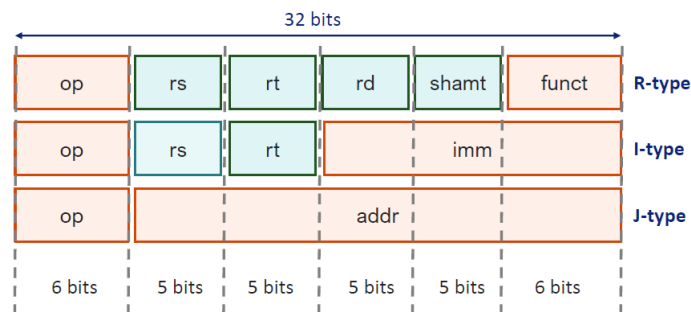 32 bits
op rs rt rd shamt funct R-type
op rs rt imm I-type
op addr J-type
6 bits 5 bits 5 bits 5 bits 5 bits 6 bits